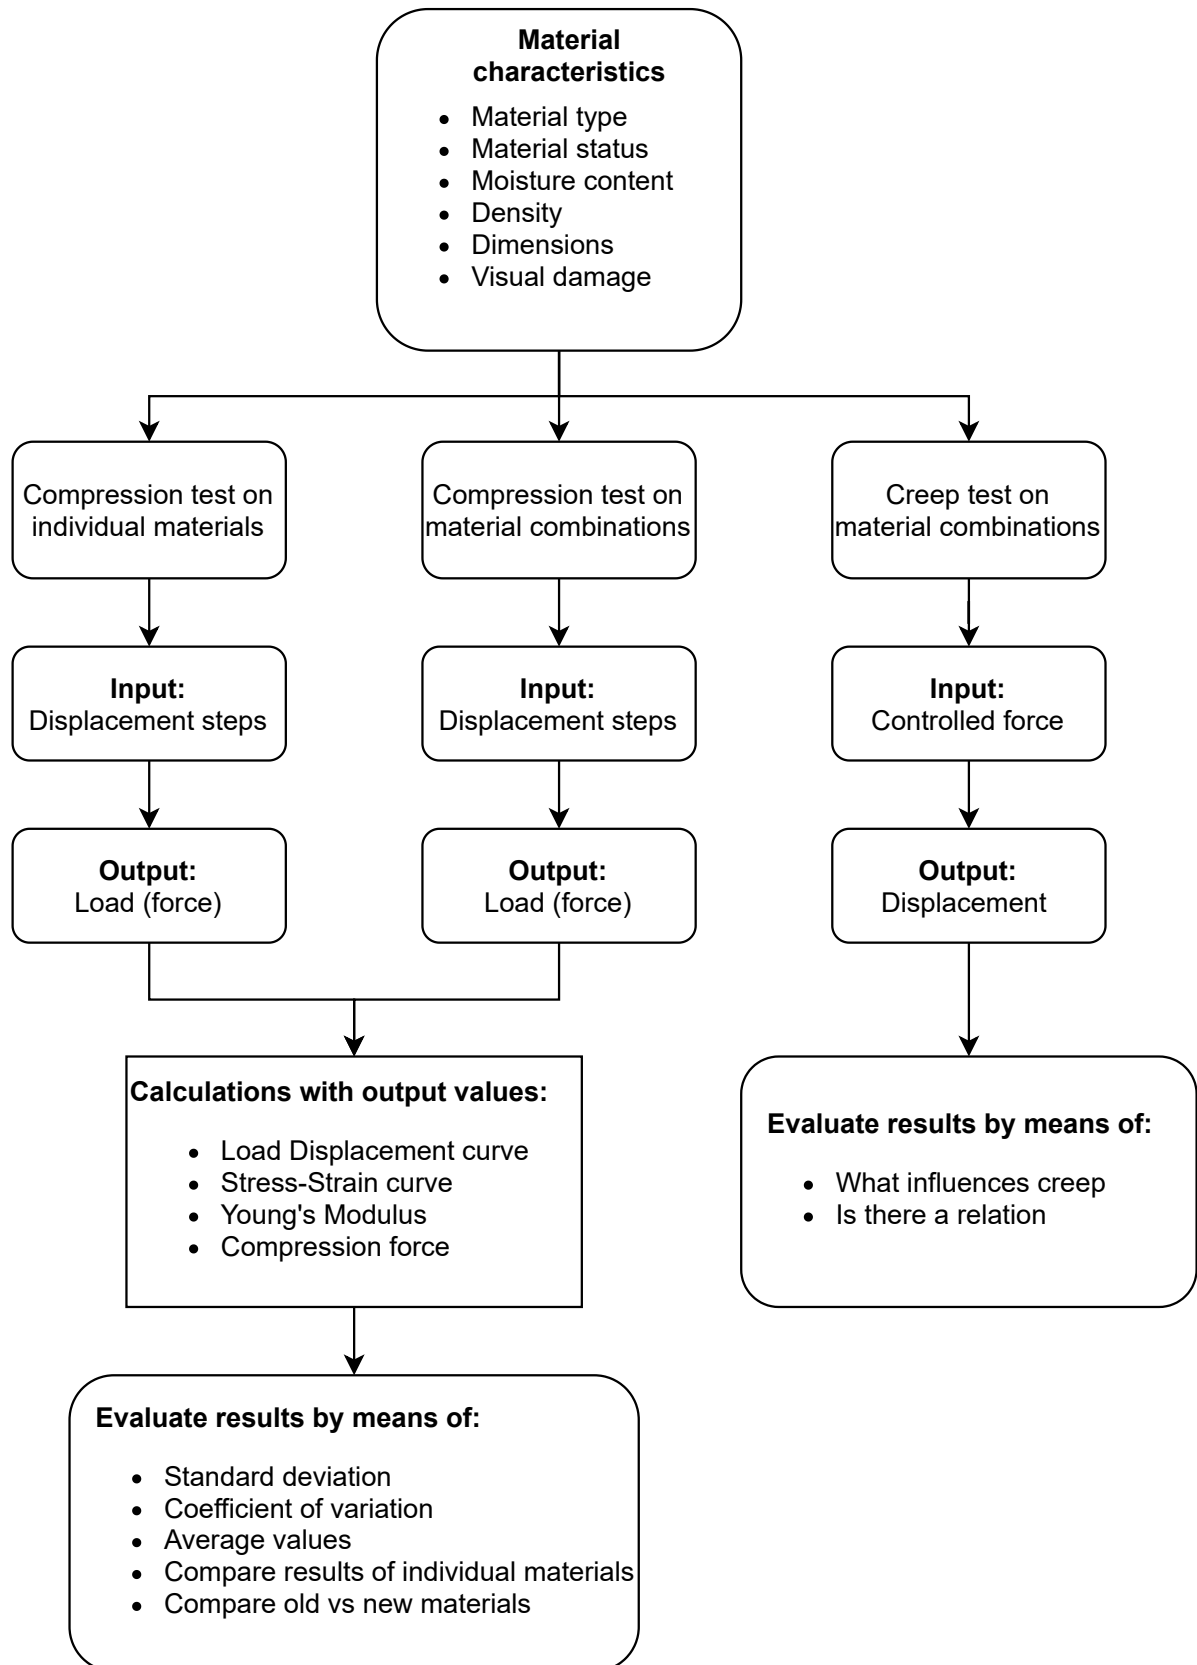 Material
characteristics
• Material type
• Material status
• Moisture content
• Density
• Dimensions
• Visual damage
Compression test on
individual materials
Compression test on
material combinations
Creep test on
material combinations
Input:
Displacement steps
Input:
Displacement steps
Input:
Controlled force
Output:
Load (force)
Output:
Load (force)
Output:
Displacement
Calculations with output values:
• Load Displacement curve
• Stress-Strain curve
• Young's Modulus
• Compression force
Evaluate results by means of:
• What influences creep
• Is there a relation
Evaluate results by means of:
• Standard deviation
• Coefficient of variation
• Average values
• Compare results of individual materials
• Compare old vs new materials